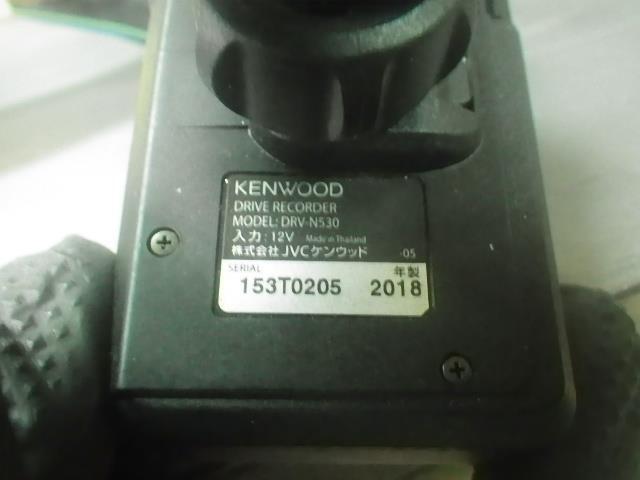 KENWOOD
DRIVE RECORDER
MODEL: DRV-N530
入力 : 12V Made in Thailand
株式会社 JVCケンウッド -05
SERIAL 年製
153T0205 2018